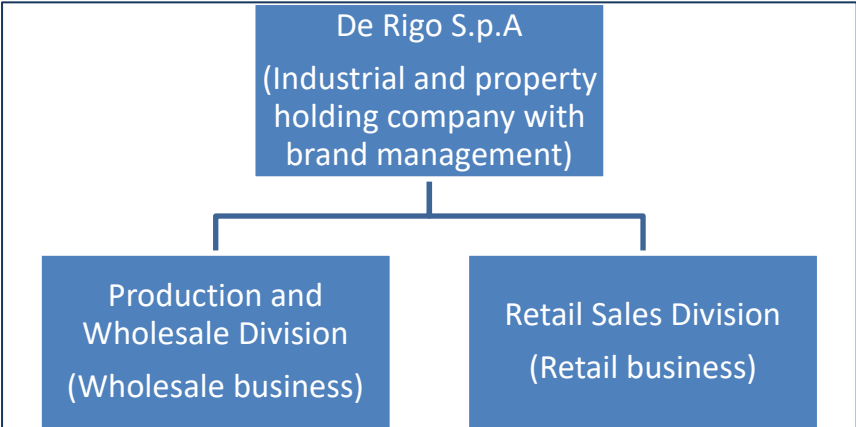 De Rigo S.p.A
(Industrial and property
holding company with
brand management)
Production and
Wholesale Division
(Wholesale business)
Retail Sales Division
(Retail business)